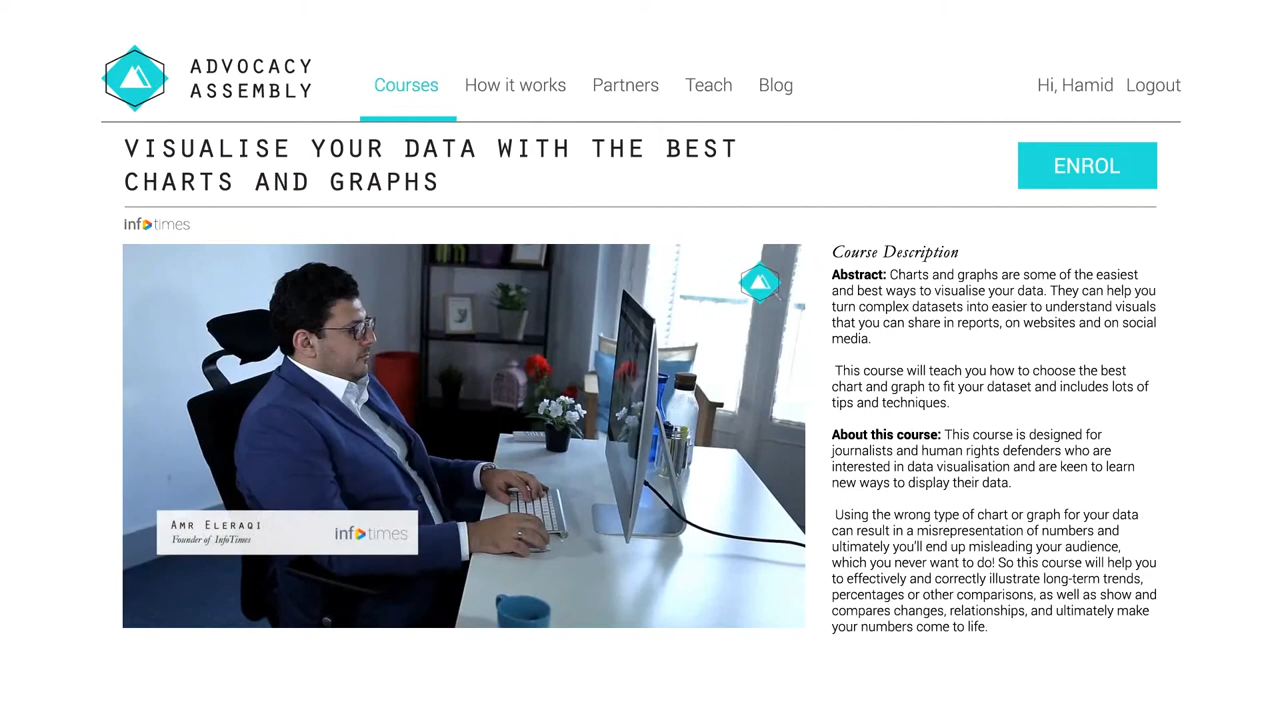 ADVOCACY
ASSEMBLY
Courses How it works Partners Teach Blog
Hi, Hamid Logout
VISUALISE YOUR DATA WITH THE BEST
CHARTS AND GRAPHS
ENROL
infotimes
Course Description
Abstract: Charts and graphs are some of the easiest
and best ways to visualise your data. They can help you
turn complex datasets into easier to understand visuals
that you can share in reports, on websites and on social
media.
This course will teach you how to choose the best
chart and graph to fit your dataset and includes lots of
tips and techniques.
About this course: This course is designed for
journalists and human rights defenders who are
interested in data visualisation and are keen to learn
new ways to display their data.
Using the wrong type of chart or graph for your data
can result in a misrepresentation of numbers and
ultimately you'll end up misleading your audience,
which you never want to do! So this course will help you
to effectively and correctly illustrate long-term trends,
percentages or other comparisons, as well as show and
compares changes, relationships, and ultimately make
your numbers come to life.
AMR ELERAQI
Founder of InfoTimes
infotimes